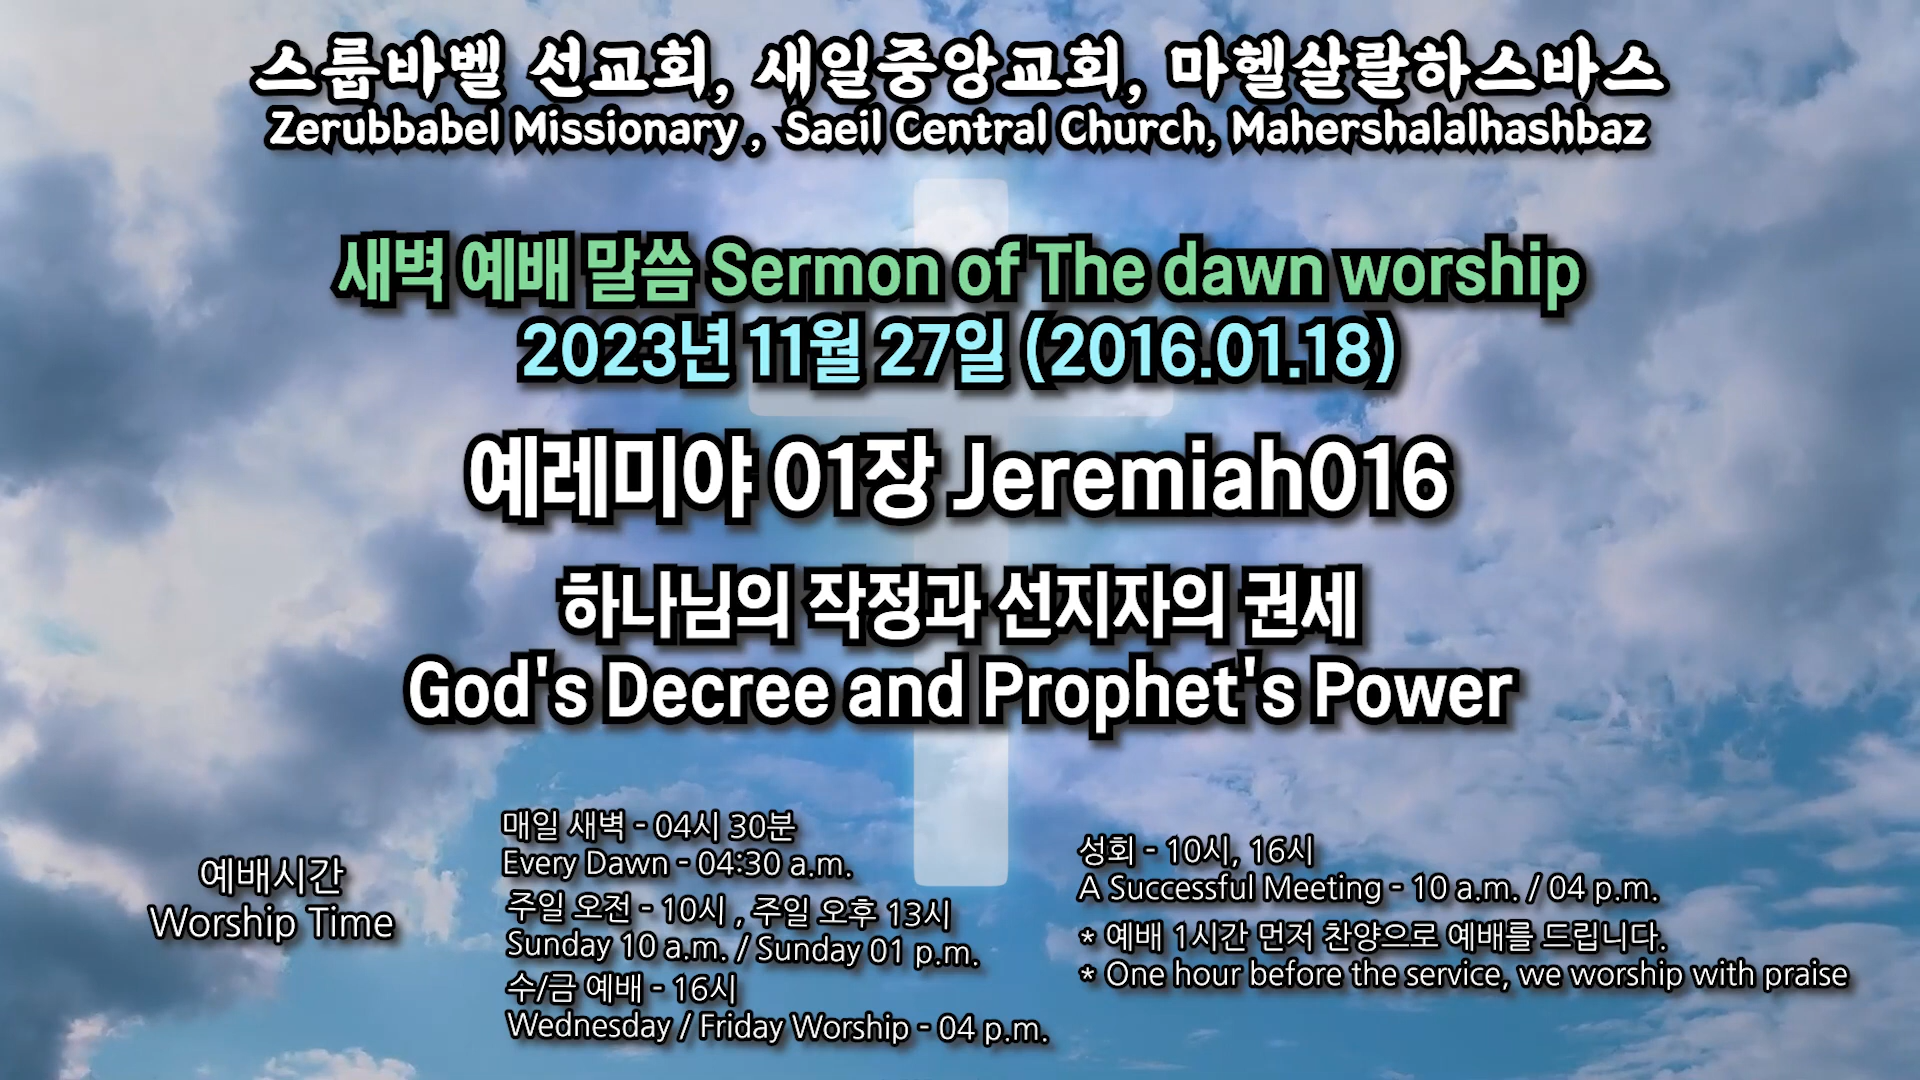 스룹바벨 선교회, 새일중앙교회, 마헬살랄하스바스
Zerubbabel Missionary , Saeil Central Church, Mahershalalhashbaz
새벽 예배 말씀 Sermon of The dawn worship
2023년 11월 27일 (2016.01.18)
예레미야 01장 Jeremiah016
하나님의 작정과 선지자의 권세
God's Decree and Prophet's Power
예배시간
Worship Time
매일 새벽 - 04시 30분
Every Dawn - 04:30 a.m.
주일 오전 - 10시 , 주일 오후 13시
Sunday 10 a.m. / Sunday 01 p.m.
수/금 예배 - 16시
Wednesday / Friday Worship - 04 p.m.
성회 - 10시, 16시
A Successful Meeting - 10 a.m. / 04 p.m.
* 예배 1시간 먼저 찬양으로 예배를 드립니다.
* One hour before the service, we worship with praise